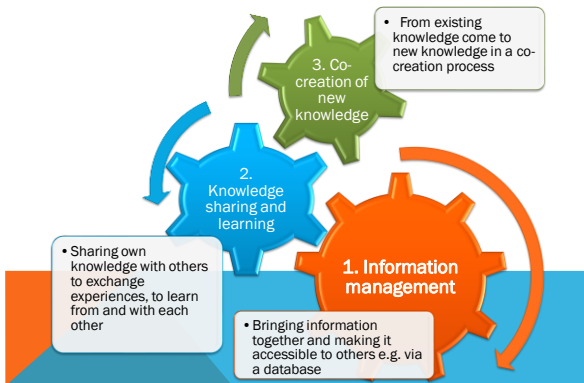 • From existing
knowledge come to
new knowledge in a co-
creation process
3. Co-
creation of
new
knowledge
2.
Knowledge
sharing and
learning
• Sharing own
knowledge with others
to exchange
experiences, to learn
from and with each
other
1. Information
management
• Bringing information
together and making it
accessible to others e.g. via
a database